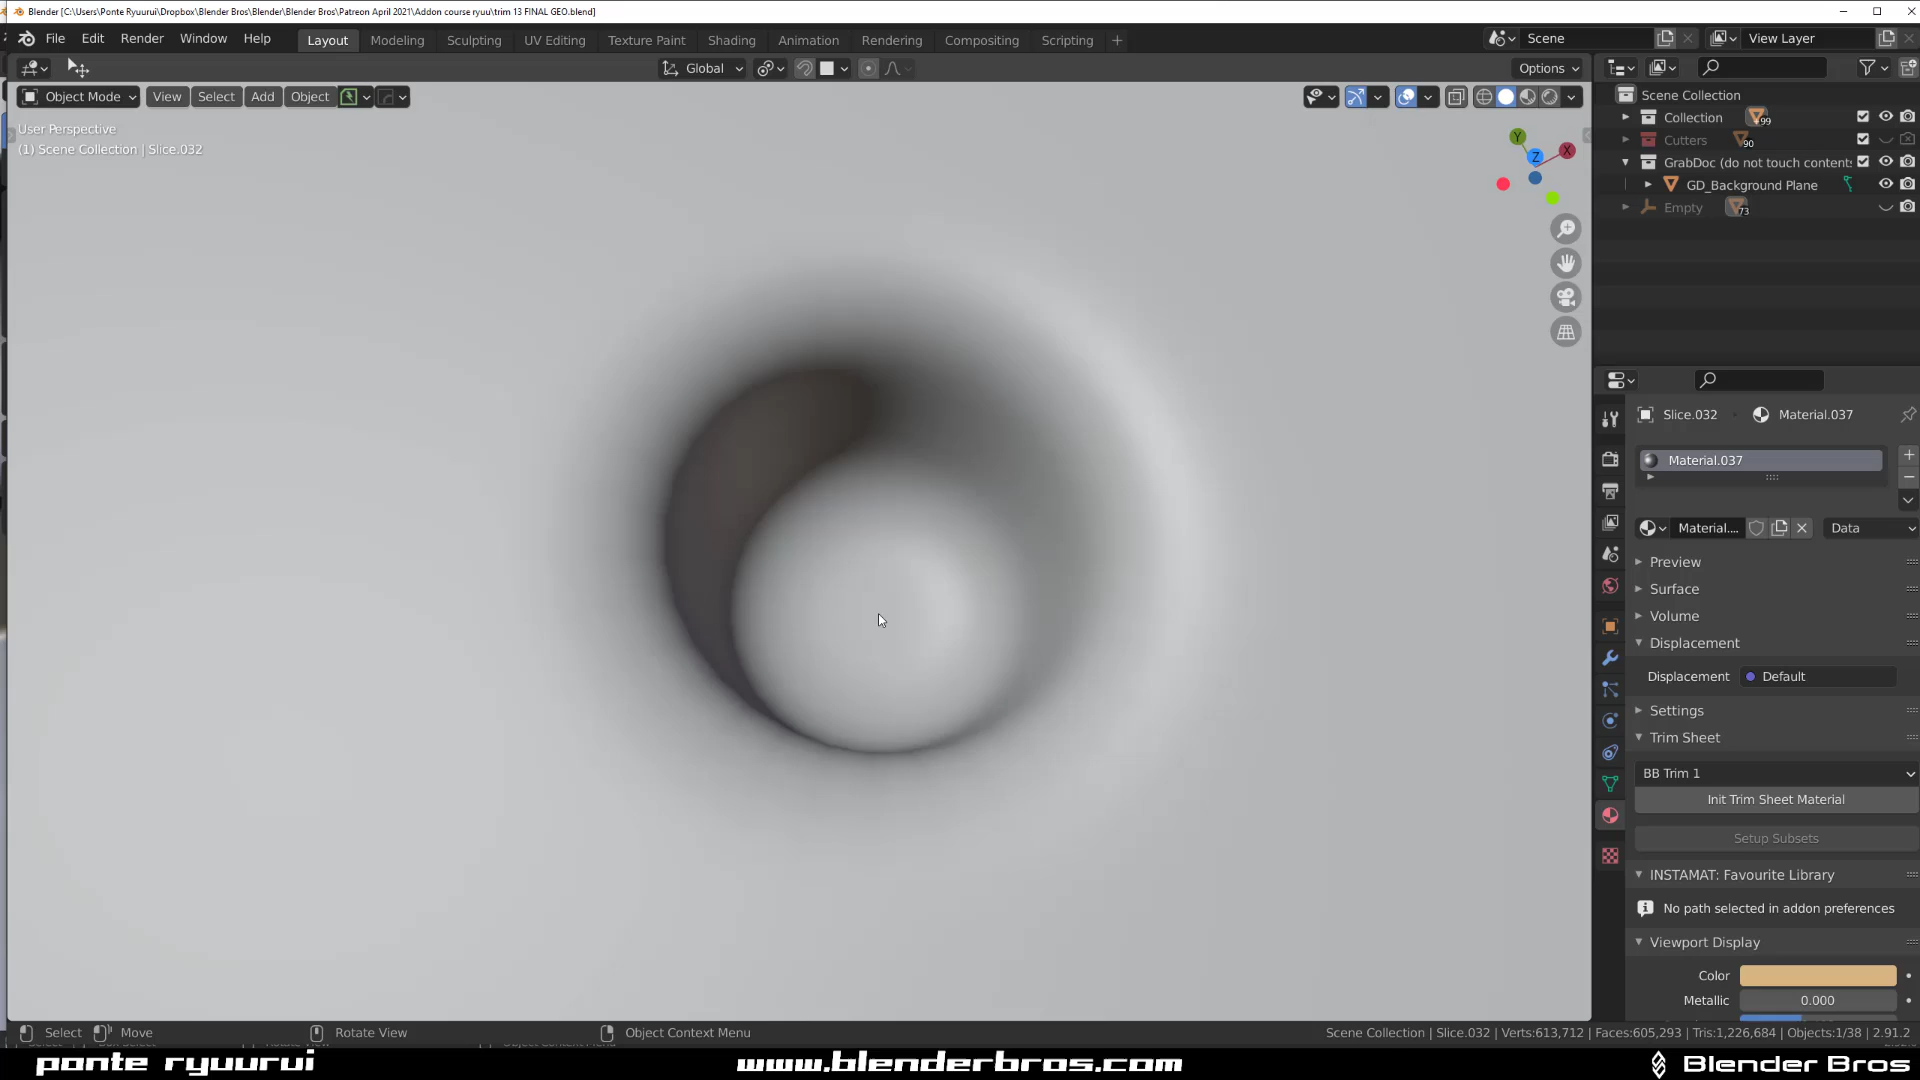 Blender [C:\Users\Ponte Ryuurui\Dropbox\Blender Bros\Blender\Blender Bros\Patreon April 2021\Addon course ryuu\trim 13 FINAL GEO.blend]
File Edit Render Window Help Layout Modeling Sculpting UV Editing Texture Paint Shading Animation Rendering Compositing Scripting + Scene View Layer
Global Options
Object Mode View Select Add Object
User Perspective
(1) Scene Collection | Slice.032
Y
X
Z
Scene Collection
Collection 99
Cutters 90
GrabDoc (do not touch content:
GD_Background Plane
Empty 73
Slice.032 Material.037
Material.037
Material.... Data
Preview
Surface
Volume
Displacement
Displacement Default
Settings
Trim Sheet
BB Trim 1
Init Trim Sheet Material
Setup Subsets
INSTAMAT: Favourite Library
No path selected in addon preferences
Viewport Display
Color
Metallic 0.000
Select Move Rotate View Object Context Menu Scene Collection | Slice.032 | Verts:613,712 | Faces:605,293 | Tris:1,226,684 | Objects:1/38 | 2.91.2
ponte ryuurui www.blenderbros.com Blender Bros